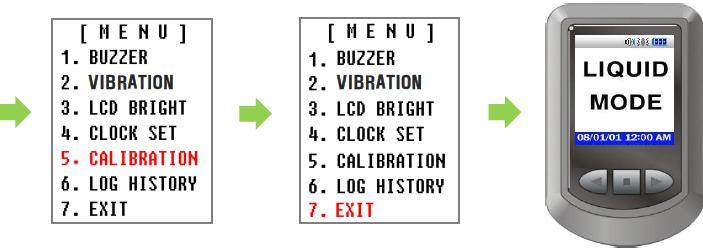 [ M E N U ]
1. BUZZER
2. VIBRATION
3. LCD BRIGHT
4. CLOCK SET
5. CALIBRATION
6. LOG HISTORY
7. EXIT
[ M E N U ]
1. BUZZER
2. VIBRATION
3. LCD BRIGHT
4. CLOCK SET
5. CALIBRATION
6. LOG HISTORY
7. EXIT
LIQUID
MODE
08/01/01 12:00 AM